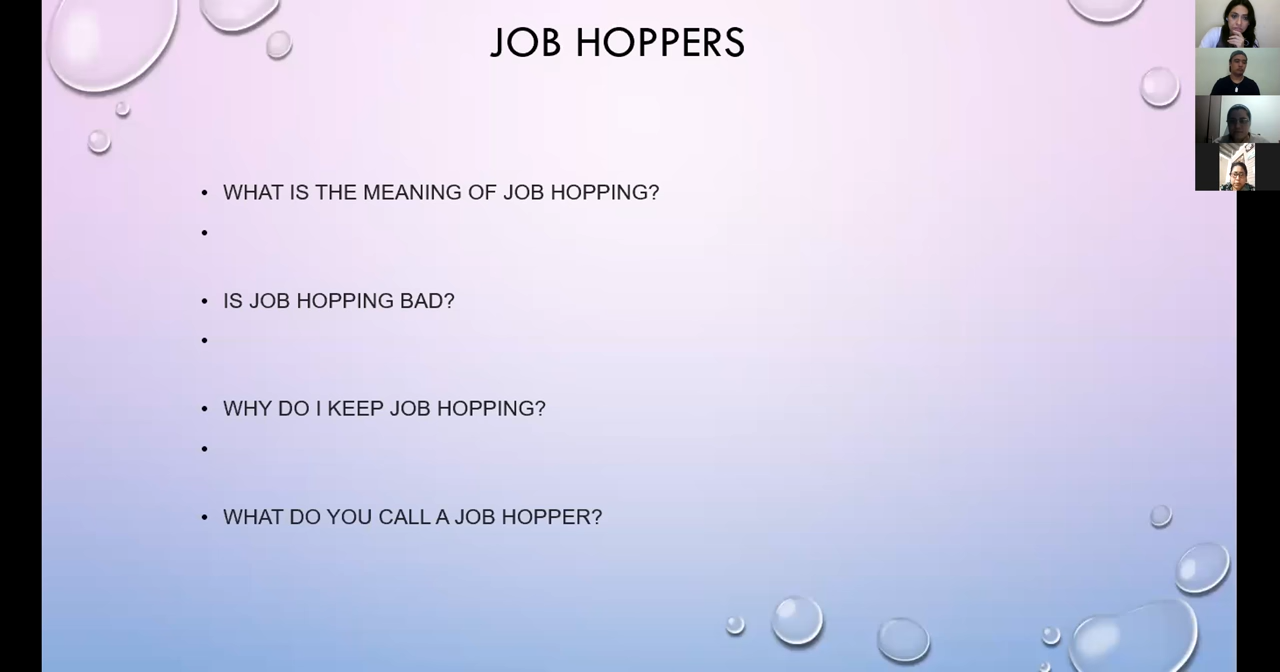 JOB HOPPERS
• WHAT IS THE MEANING OF JOB HOPPING?
•
• IS JOB HOPPING BAD?
•
• WHY DO I KEEP JOB HOPPING?
•
• WHAT DO YOU CALL A JOB HOPPER?